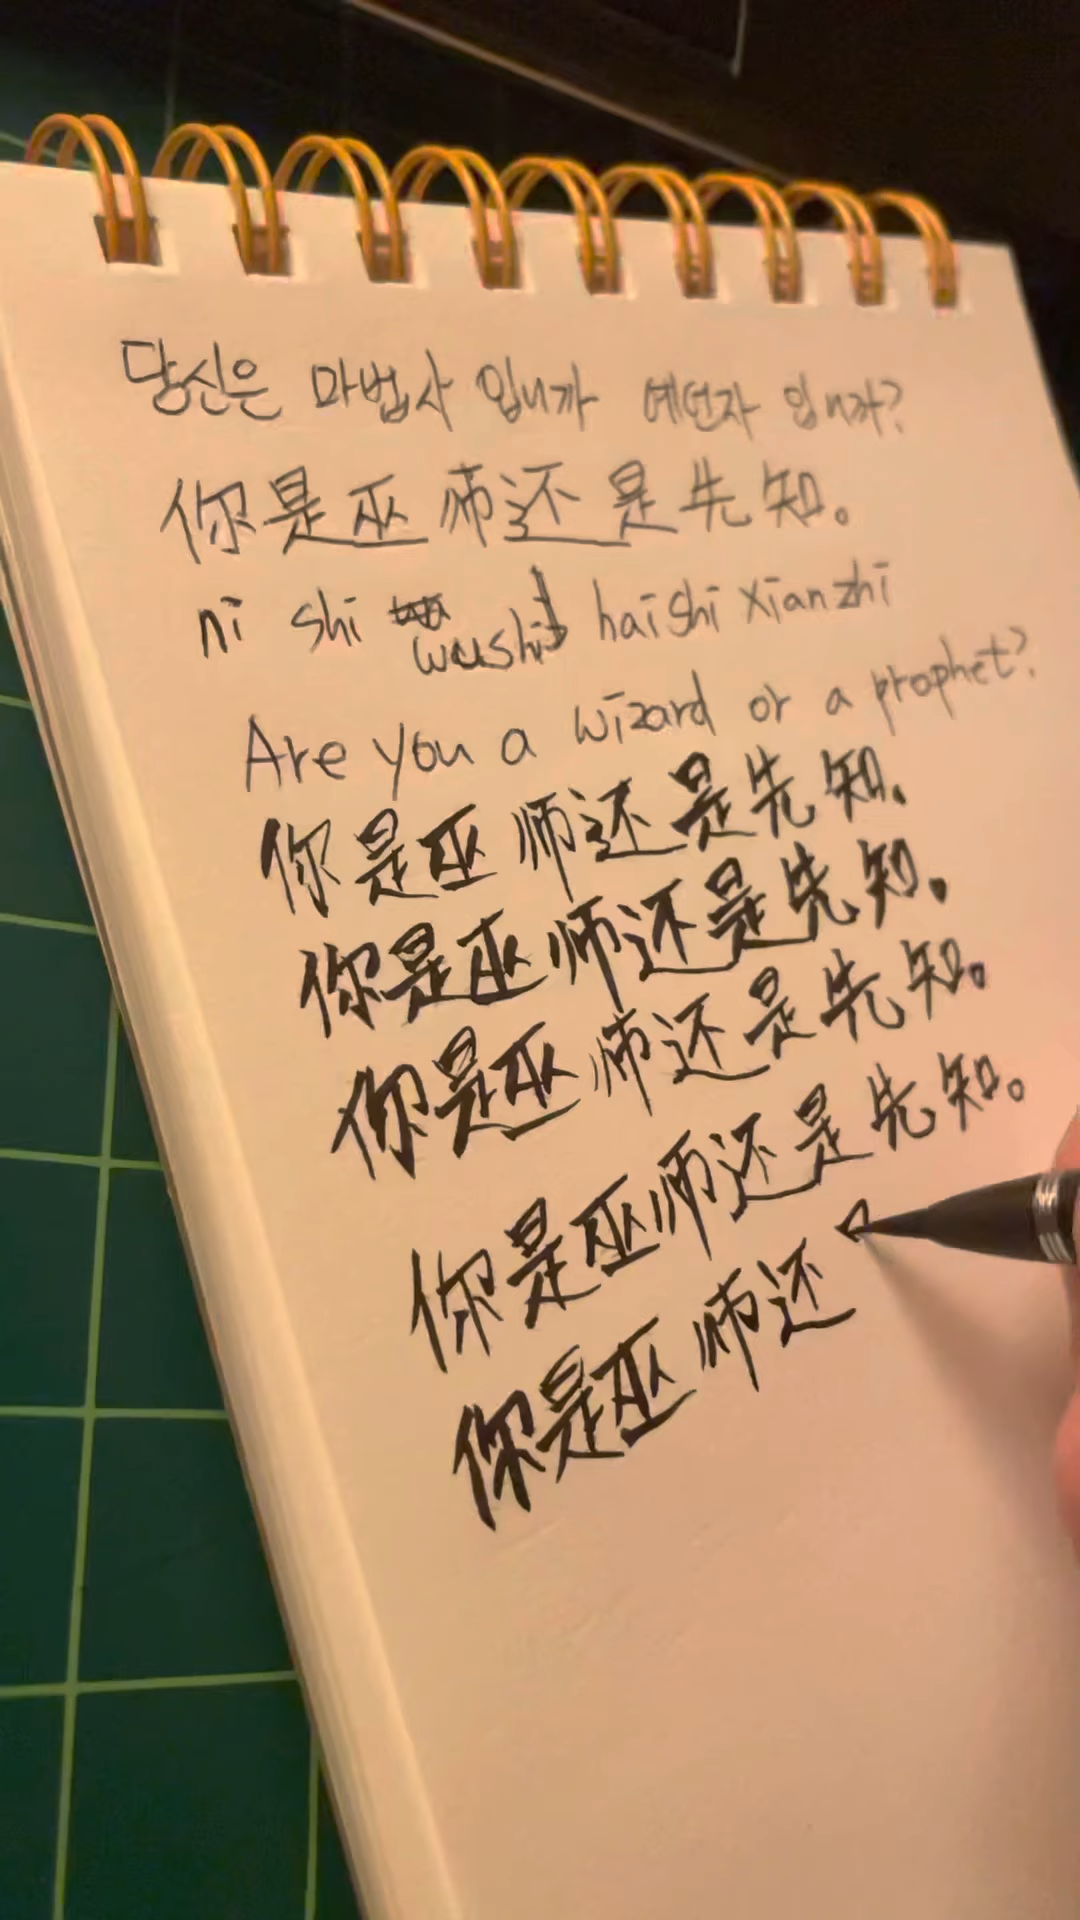 당신은 마법사 입니까 예언자 입니까?
你是巫师还是先知。
ni shi wushi haishi xianzhi
Are you a wizard or a prophet?
你是巫师还是先知。
你是巫师还是先知。
你是巫师还是先知。
你是巫师还是先知。
你是巫师还